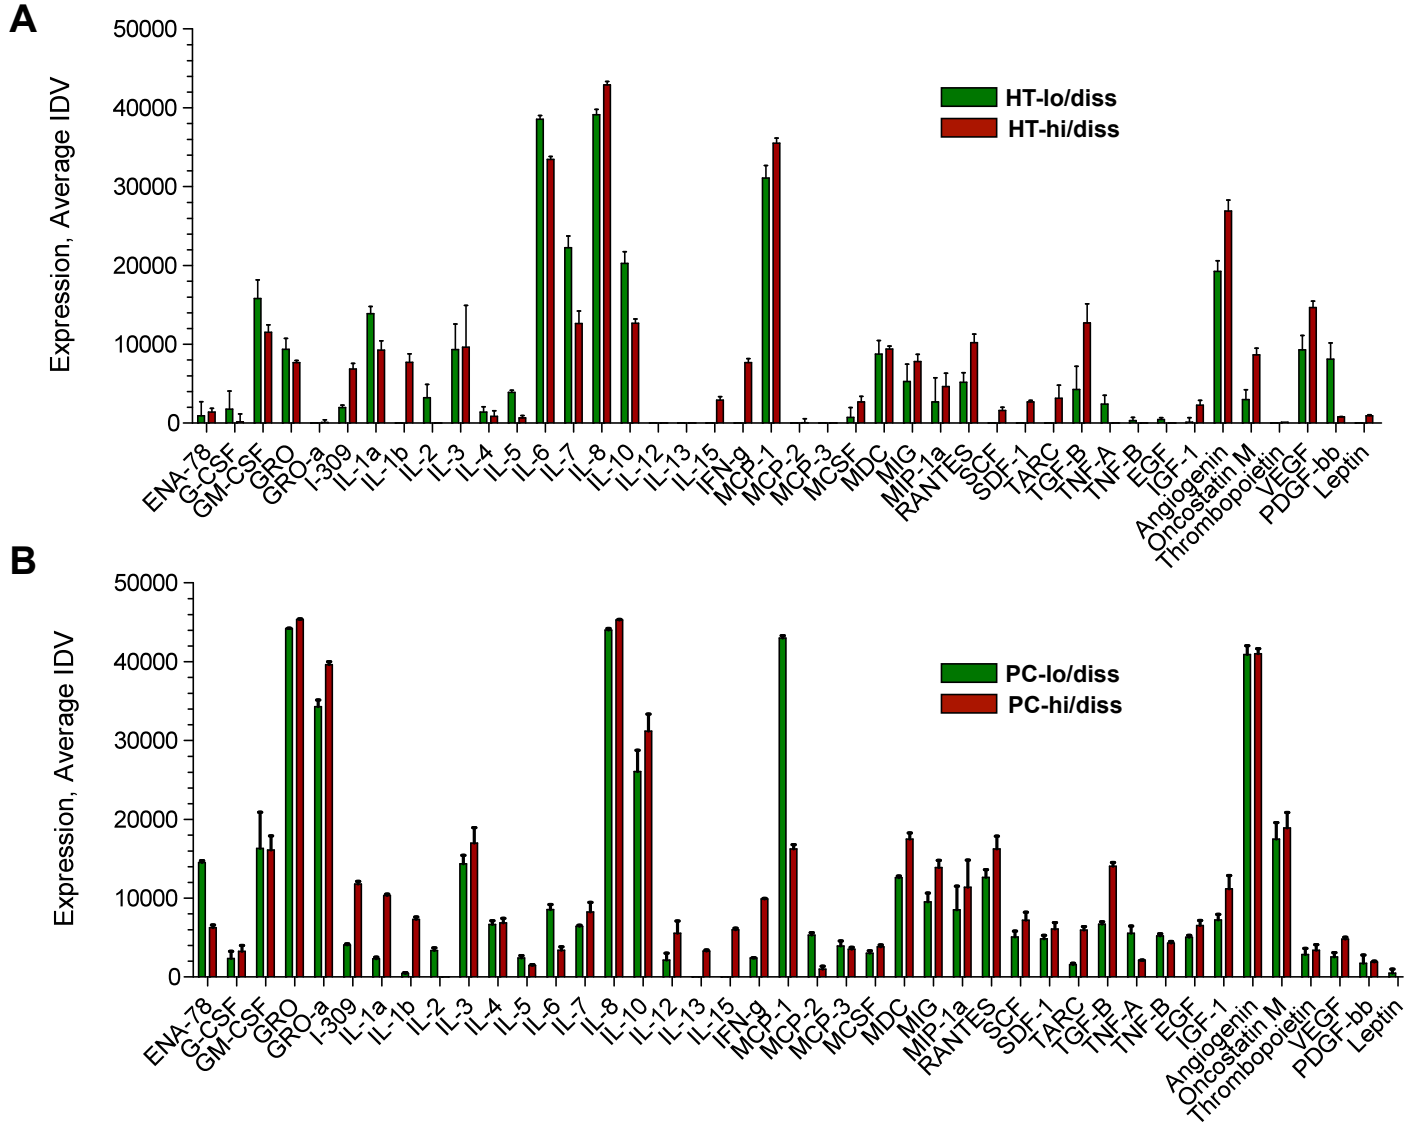 A
Expression, Average IDV
50000
40000
30000
20000
10000
0
HT-lo/diss
HT-hi/diss
ENA-78
G-CSF
GM-CSF
GRO
GRO-a
I-309
IL-1a
IL-1b
IL-2
IL-3
IL-4
IL-5
IL-6
IL-7
IL-8
IL-10
IL-12
IL-13
IL-15
IFN-g
MCP-1
MCP-2
MCP-3
MCSF
MDC
MIG
MIP-1a
RANTES
SCF
SDF-1
TARC
TGF-B
TNF-A
TNF-B
EGF
IGF-1
Angiogenin
Oncostatin M
Thrombopoietin
VEGF
PDGF-bb
Leptin
B
Expression, Average IDV
50000
40000
30000
20000
10000
0
PC-lo/diss
PC-hi/diss
ENA-78
G-CSF
GM-CSF
GRO
GRO-a
I-309
IL-1a
IL-1b
IL-2
IL-3
IL-4
IL-5
IL-6
IL-7
IL-8
IL-10
IL-12
IL-13
IL-15
IFN-g
MCP-1
MCP-2
MCP-3
MCSF
MDC
MIG
MIP-1a
RANTES
SCF
SDF-1
TARC
TGF-B
TNF-A
TNF-B
EGF
IGF-1
Angiogenin
Oncostatin M
Thrombopoietin
VEGF
PDGF-bb
Leptin